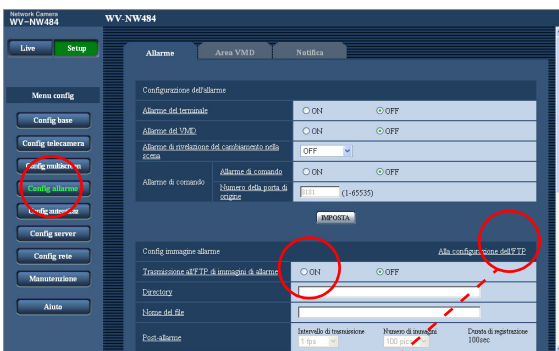 Network Camera
WV-NW484
WV-NW484
Live Setup
Allarme Area VMD Notifica
Menu config
Config base
Config telecamera
Config multiscreen
Config allarme
Config server
Config rete
Manutenzione
Aiuto
Configurazione dell'allarme
Allarme del terminale ON OFF
Allarme del VMD ON OFF
Allarme di rivelazione del cambiamento nella
scena OFF
Allarme di comando
Allarme di comando ON OFF
Numero della porta di
origine 8181 (1-65535)
IMPOSTA
Config immagine allarme Alla configurazione dell'FTP
Trasmissione all'FTP di immagini di allarme ON OFF
Directory
Nome del file
Post-allarme
Intervallo di trasmissione Numero di immagini Durata di registrazione
1 fps 100 pics 100sec